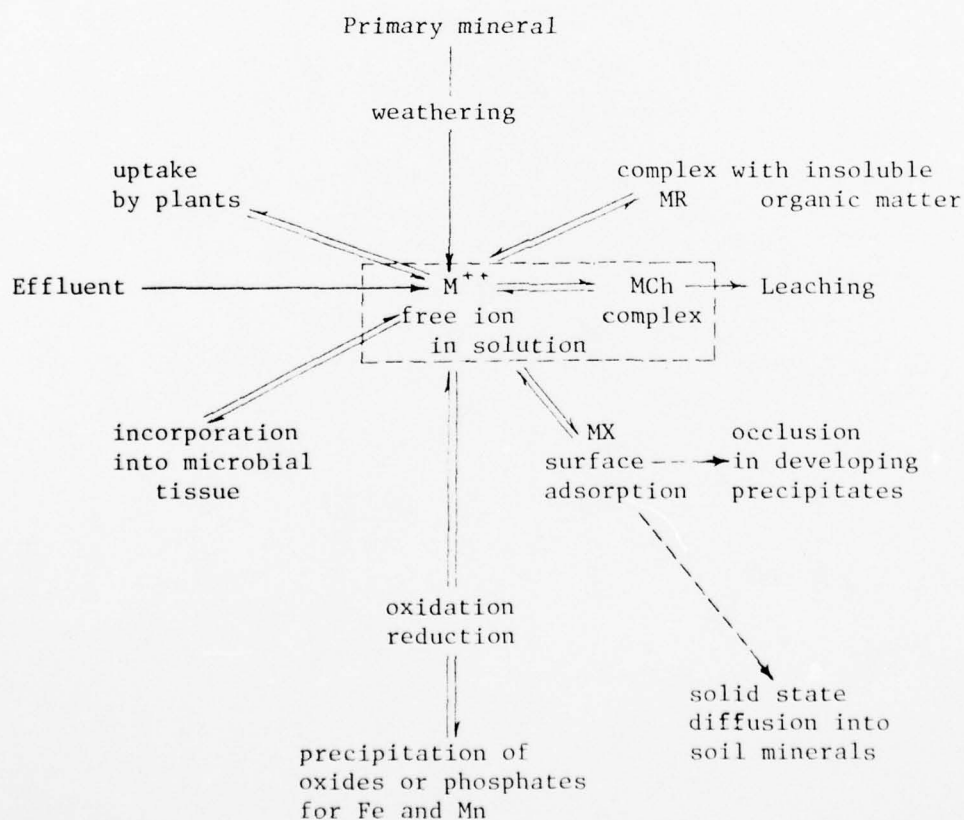 Primary mineral
weathering
uptake
by plants
complex with insoluble
MR organic matter
Effluent
M++
free ion
in solution
MCh
complex
Leaching
incorporation
into microbial
tissue
MX
surface
adsorption
occlusion
in developing
precipitates
oxidation
reduction
solid state
diffusion into
soil minerals
precipitation of
oxides or phosphates
for Fe and Mn